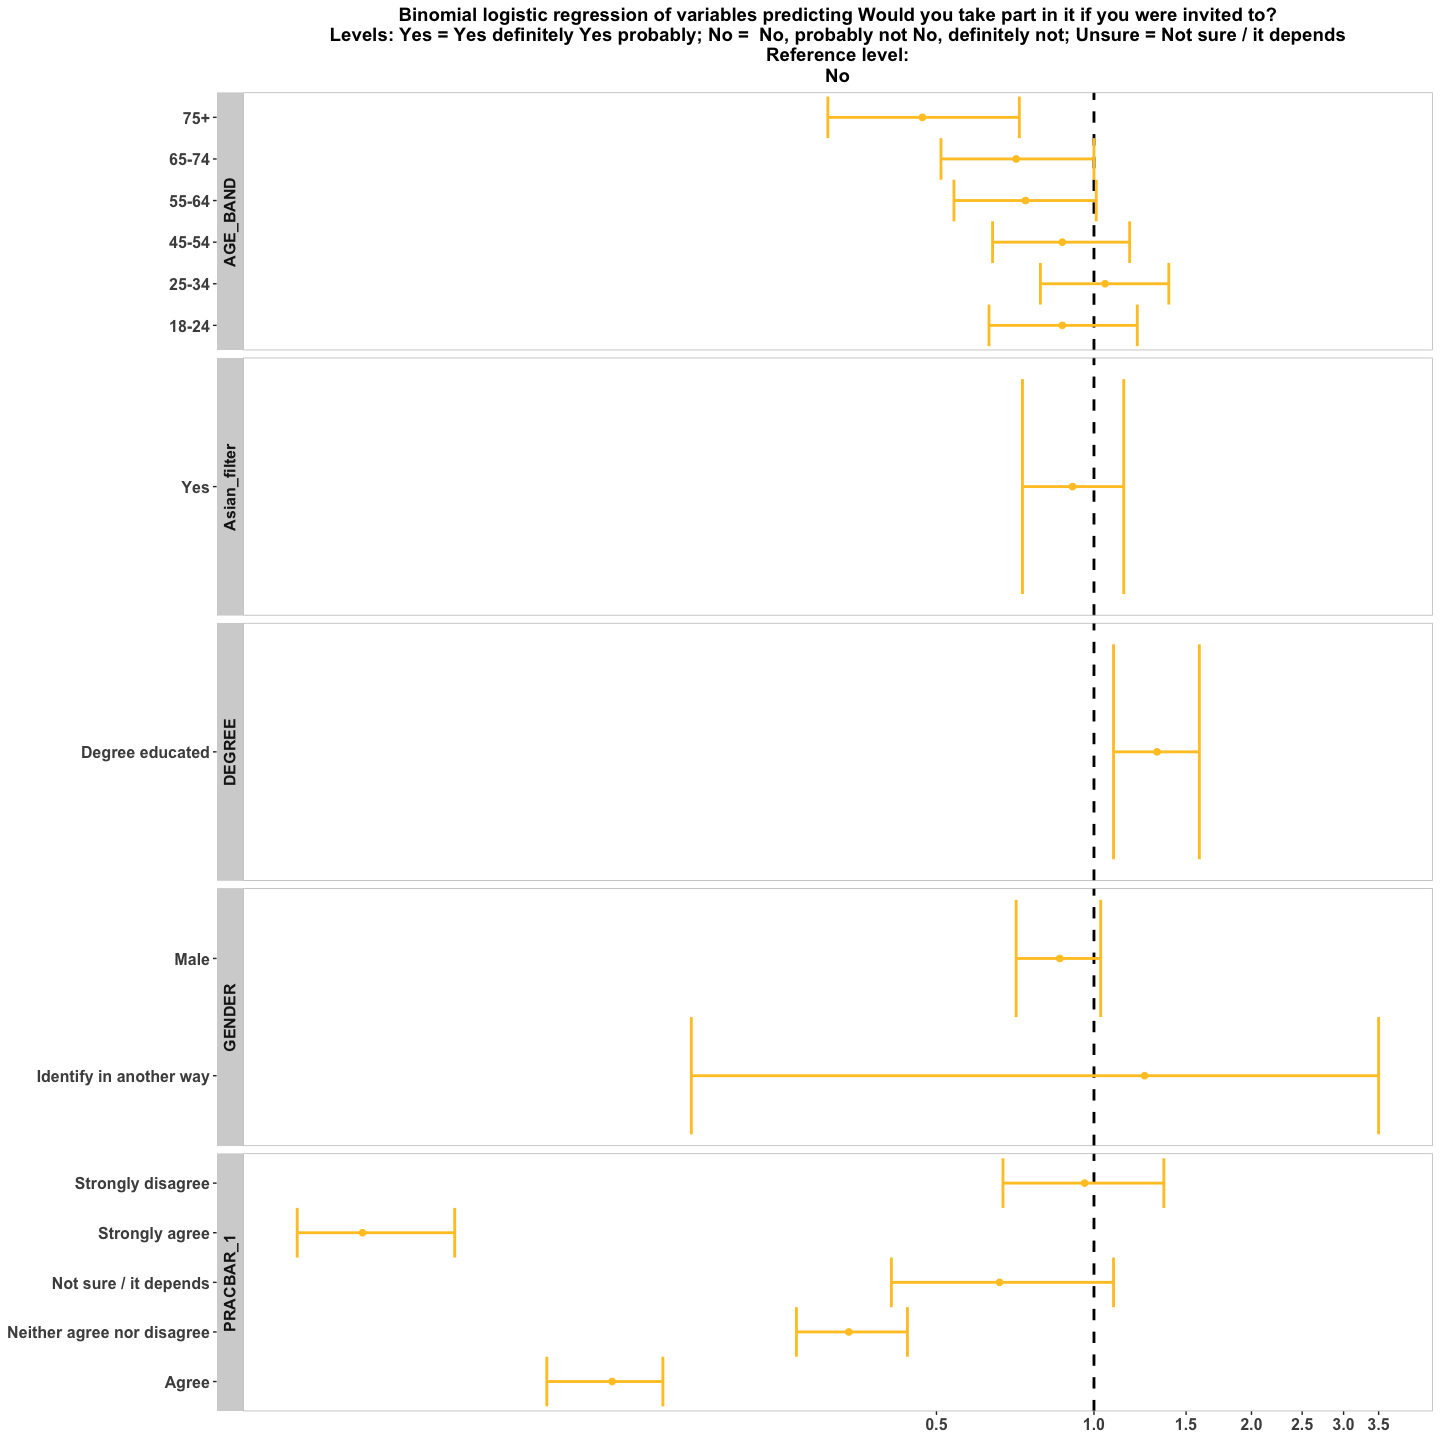 Binomial logistic regression of variables predicting Would you take part in it if you were invited to?
Levels: Yes = Yes definitely Yes probably; No =  No, probably not No, definitely not; Unsure = Not sure / it depends
Reference level:
No
AGE_BAND
75+
65-74
55-64
45-54
25-34
18-24
Asian_filter
Yes
DEGREE
Degree educated
GENDER
Male
Identify in another way
PRACBAR_1
Strongly disagree
Strongly agree
Not sure / it depends
Neither agree nor disagree
Agree
0.5 1.0 1.5 2.0 2.5 3.0 3.5